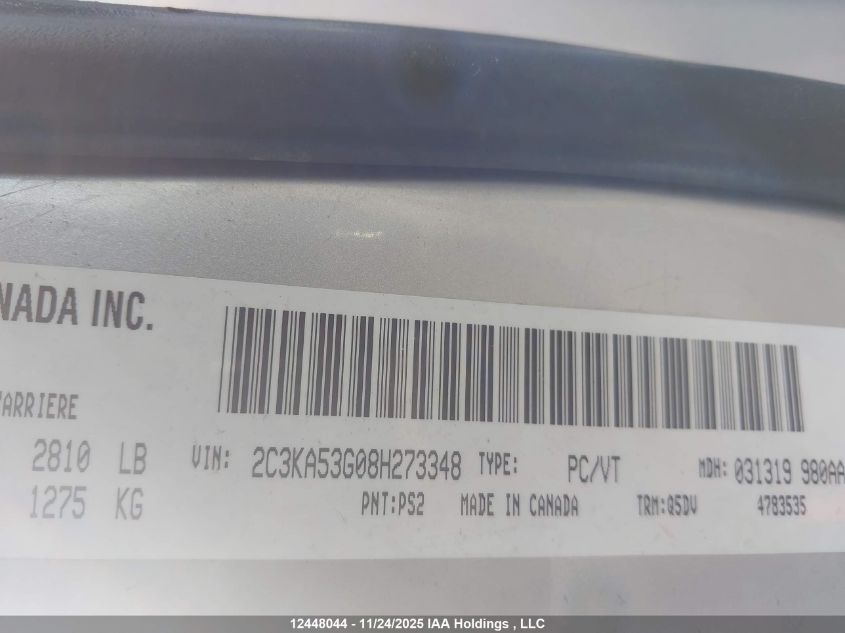 NADA INC.
'ARRIERE
2810 LB VIN: 2C3KA53G08H273348 TYPE: PC/VT MDH: 031319 980AA
1275 KG PNT:PS2 MADE IN CANADA TRM:Q5DV 4783535
12448044 - 11/24/2025 IAA Holdings , LLC